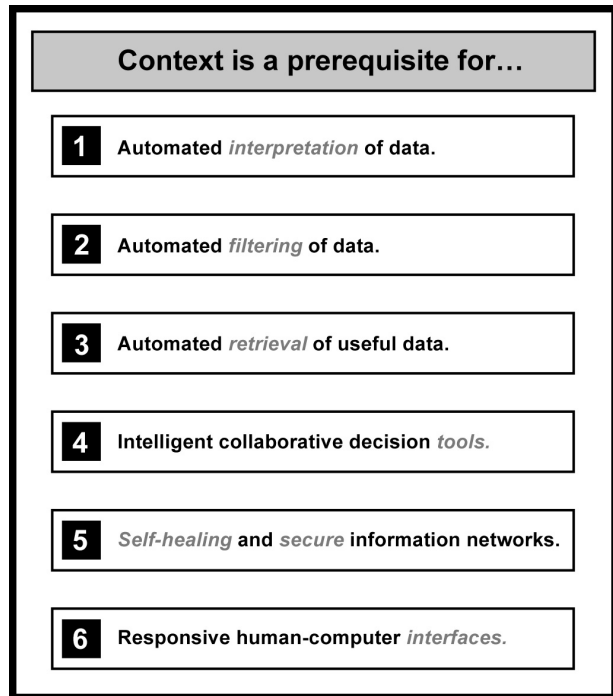 Context is a prerequisite for...
1 Automated interpretation of data.
2 Automated filtering of data.
3 Automated retrieval of useful data.
4 Intelligent collaborative decision tools.
5 Self-healing and secure information networks.
6 Responsive human-computer interfaces.